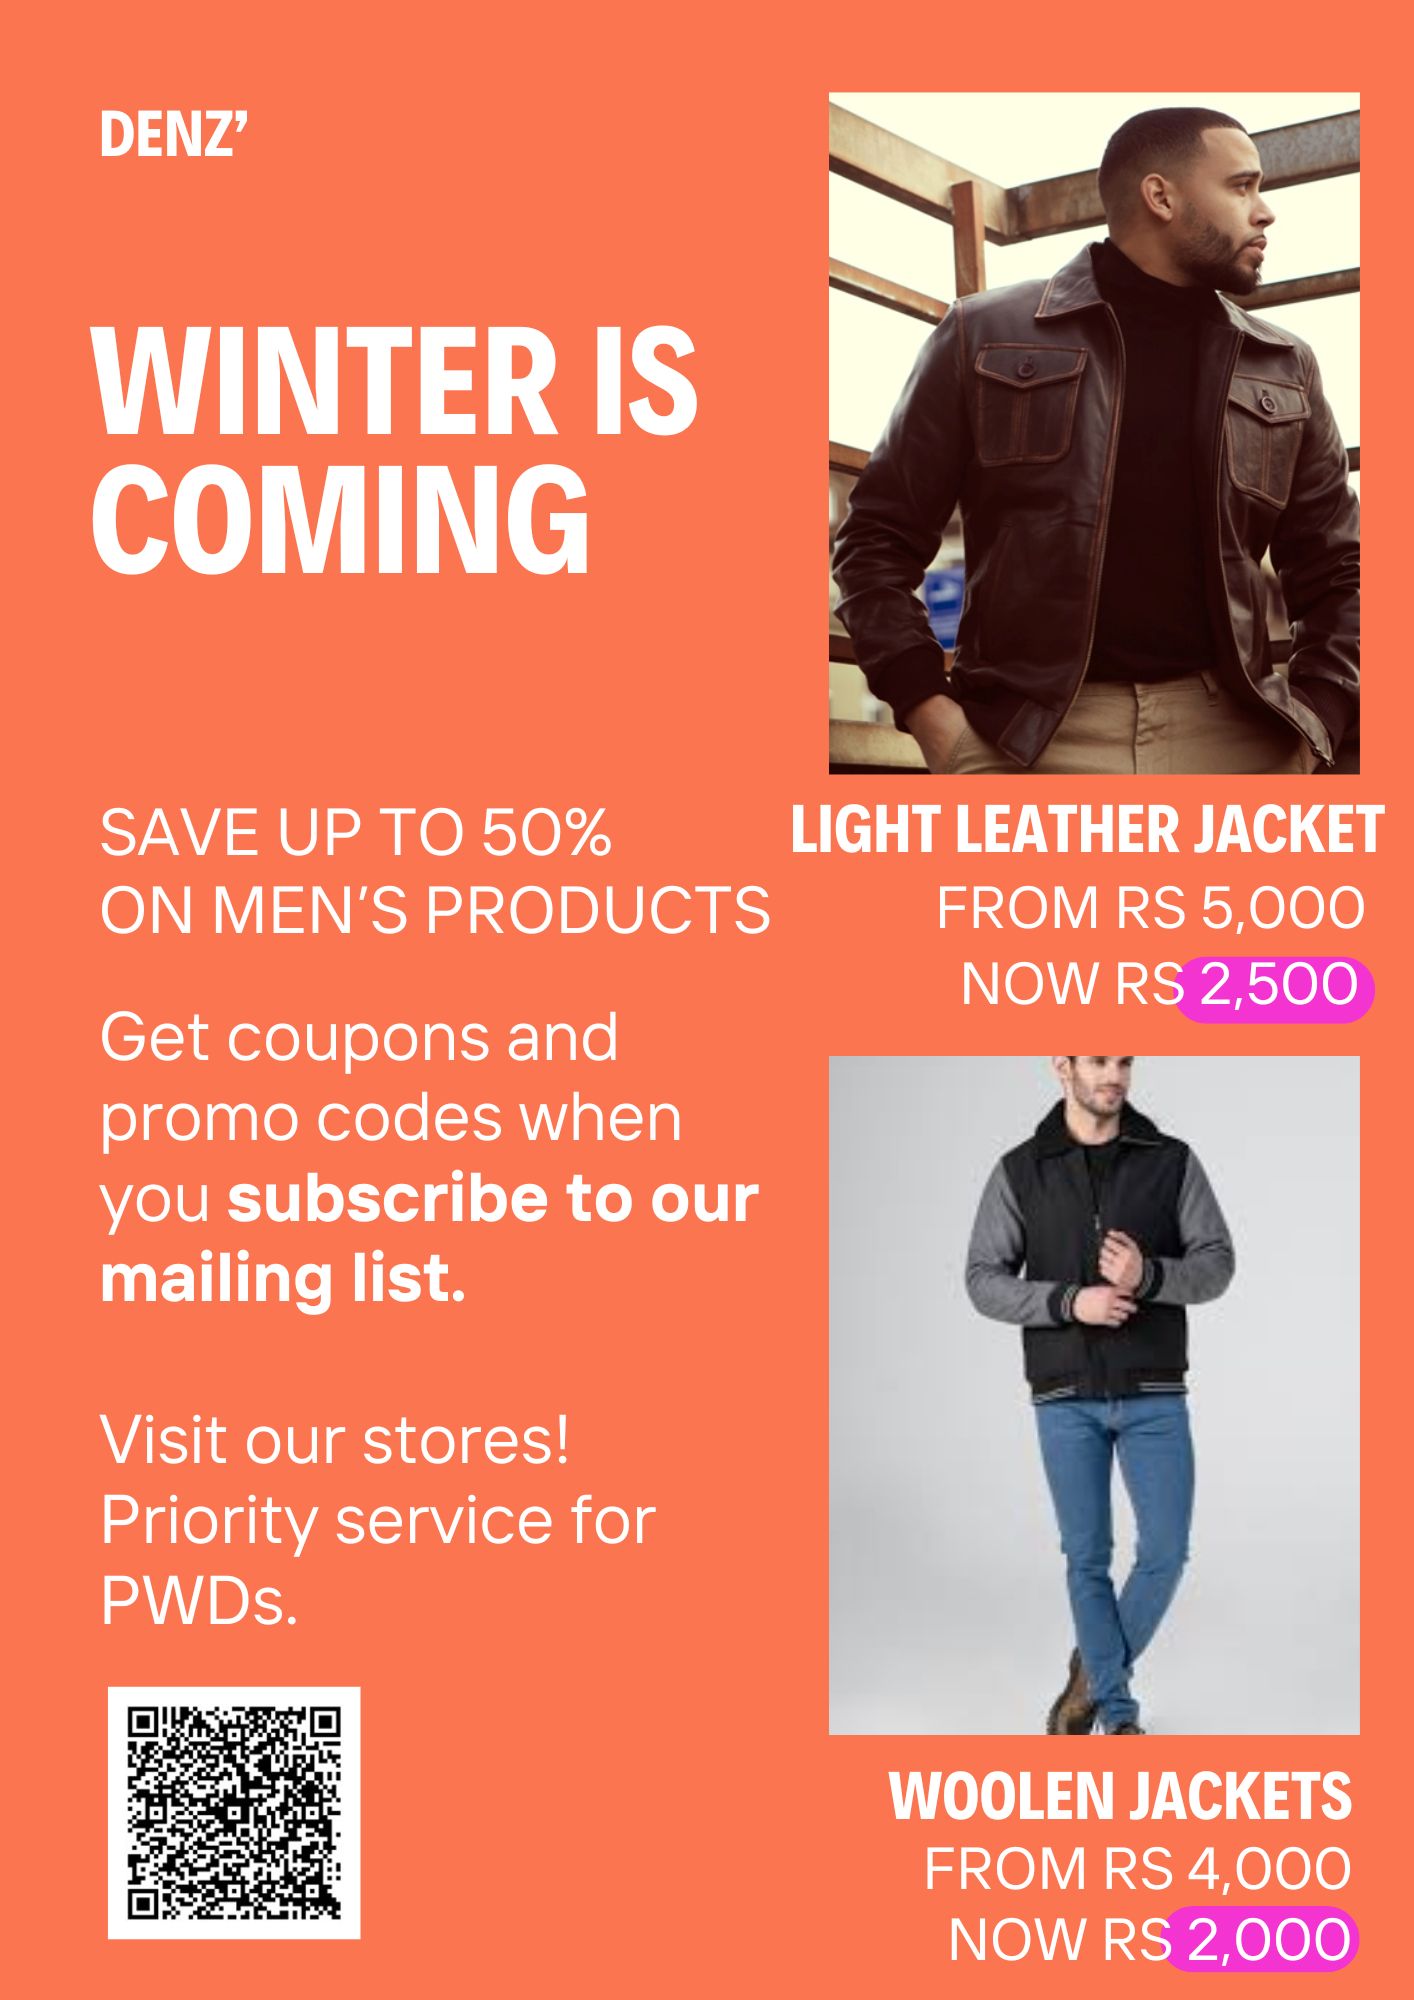 DENZ’
WINTER IS
COMING
SAVE UP TO 50%
ON MEN’S PRODUCTS
Get coupons and
promo codes when
you subscribe to our
mailing list.
Visit our stores!
Priority service for
PWDs.
LIGHT LEATHER JACKET
FROM RS 5,000
NOW RS 2,500
WOOLEN JACKETS
FROM RS 4,000
NOW RS 2,000